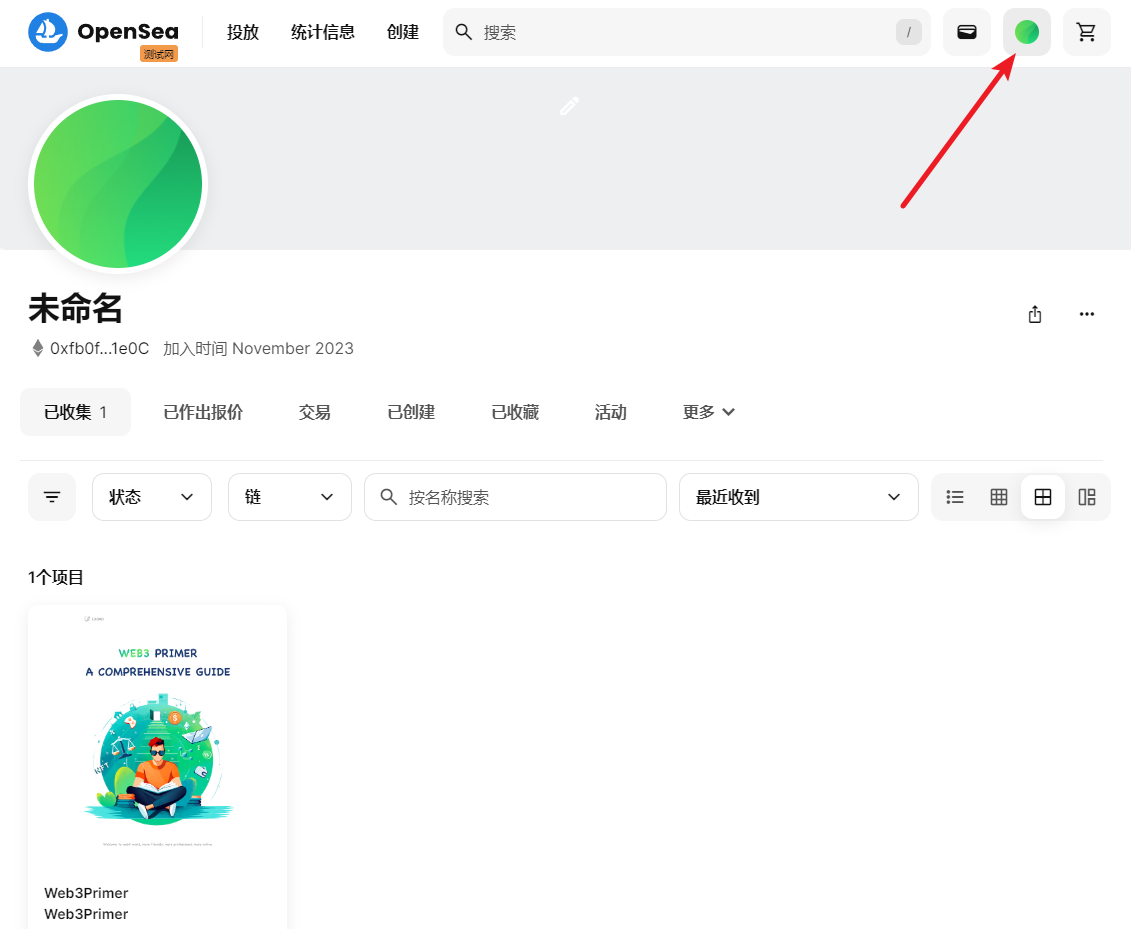 OpenSea
测试网
投放
统计信息
创建
搜索
/
未命名
0xfb0f...1e0C 加入时间 November 2023
已收集 1
已作出报价
交易
已创建
已收藏
活动
更多
状态
链
按名称搜索
最近收到
1个项目
WEB3 PRIMER
A COMPREHENSIVE GUIDE
NFT
Web3Primer
Web3Primer